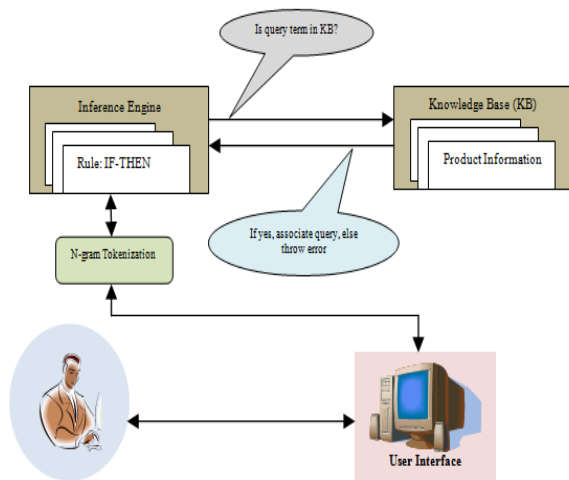 Is query term in KB?
Inference Engine
Knowledge Base (KB)
Rule: IF-THEN
Product Information
If yes, associate query, else
throw error
N-gram Tokenization
User Interface